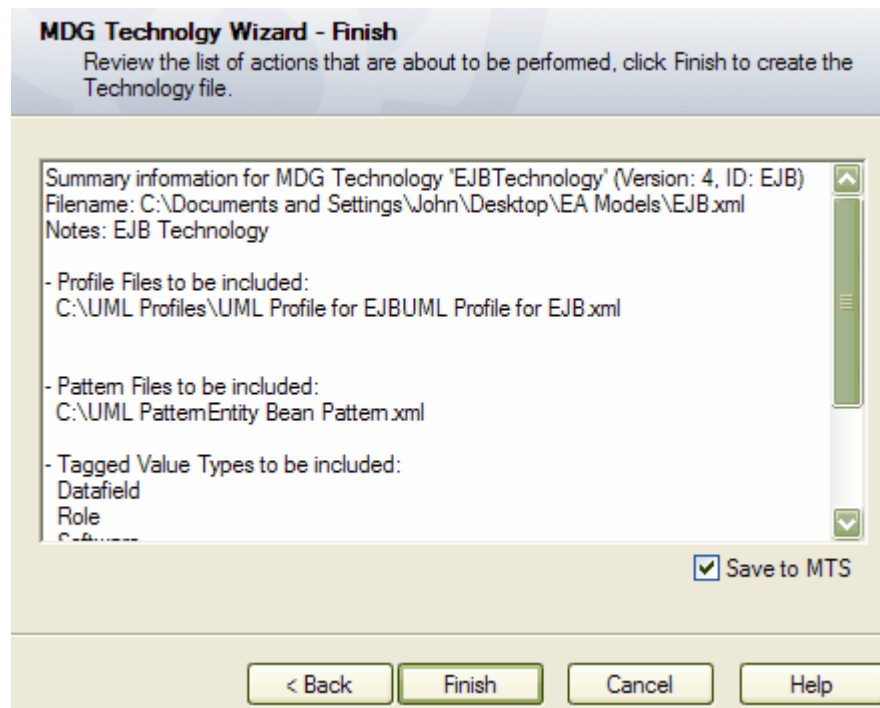 MDG Technolgy Wizard - Finish
Review the list of actions that are about to be performed, click Finish to create the
Technology file.
Summary information for MDG Technology 'EJBTechnology' (Version: 4, ID: EJB)
Filename: C:\Documents and Settings\John\Desktop\EA Models\EJB.xml
Notes: EJB Technology
- Profile Files to be included:
C:\UML Profiles\UML Profile for EJBUML Profile for EJB.xml
- Pattern Files to be included:
C:\UML PatternEntity Bean Pattern.xml
- Tagged Value Types to be included:
Datafield
Role
Save to MTS
< Back
Finish
Cancel
Help